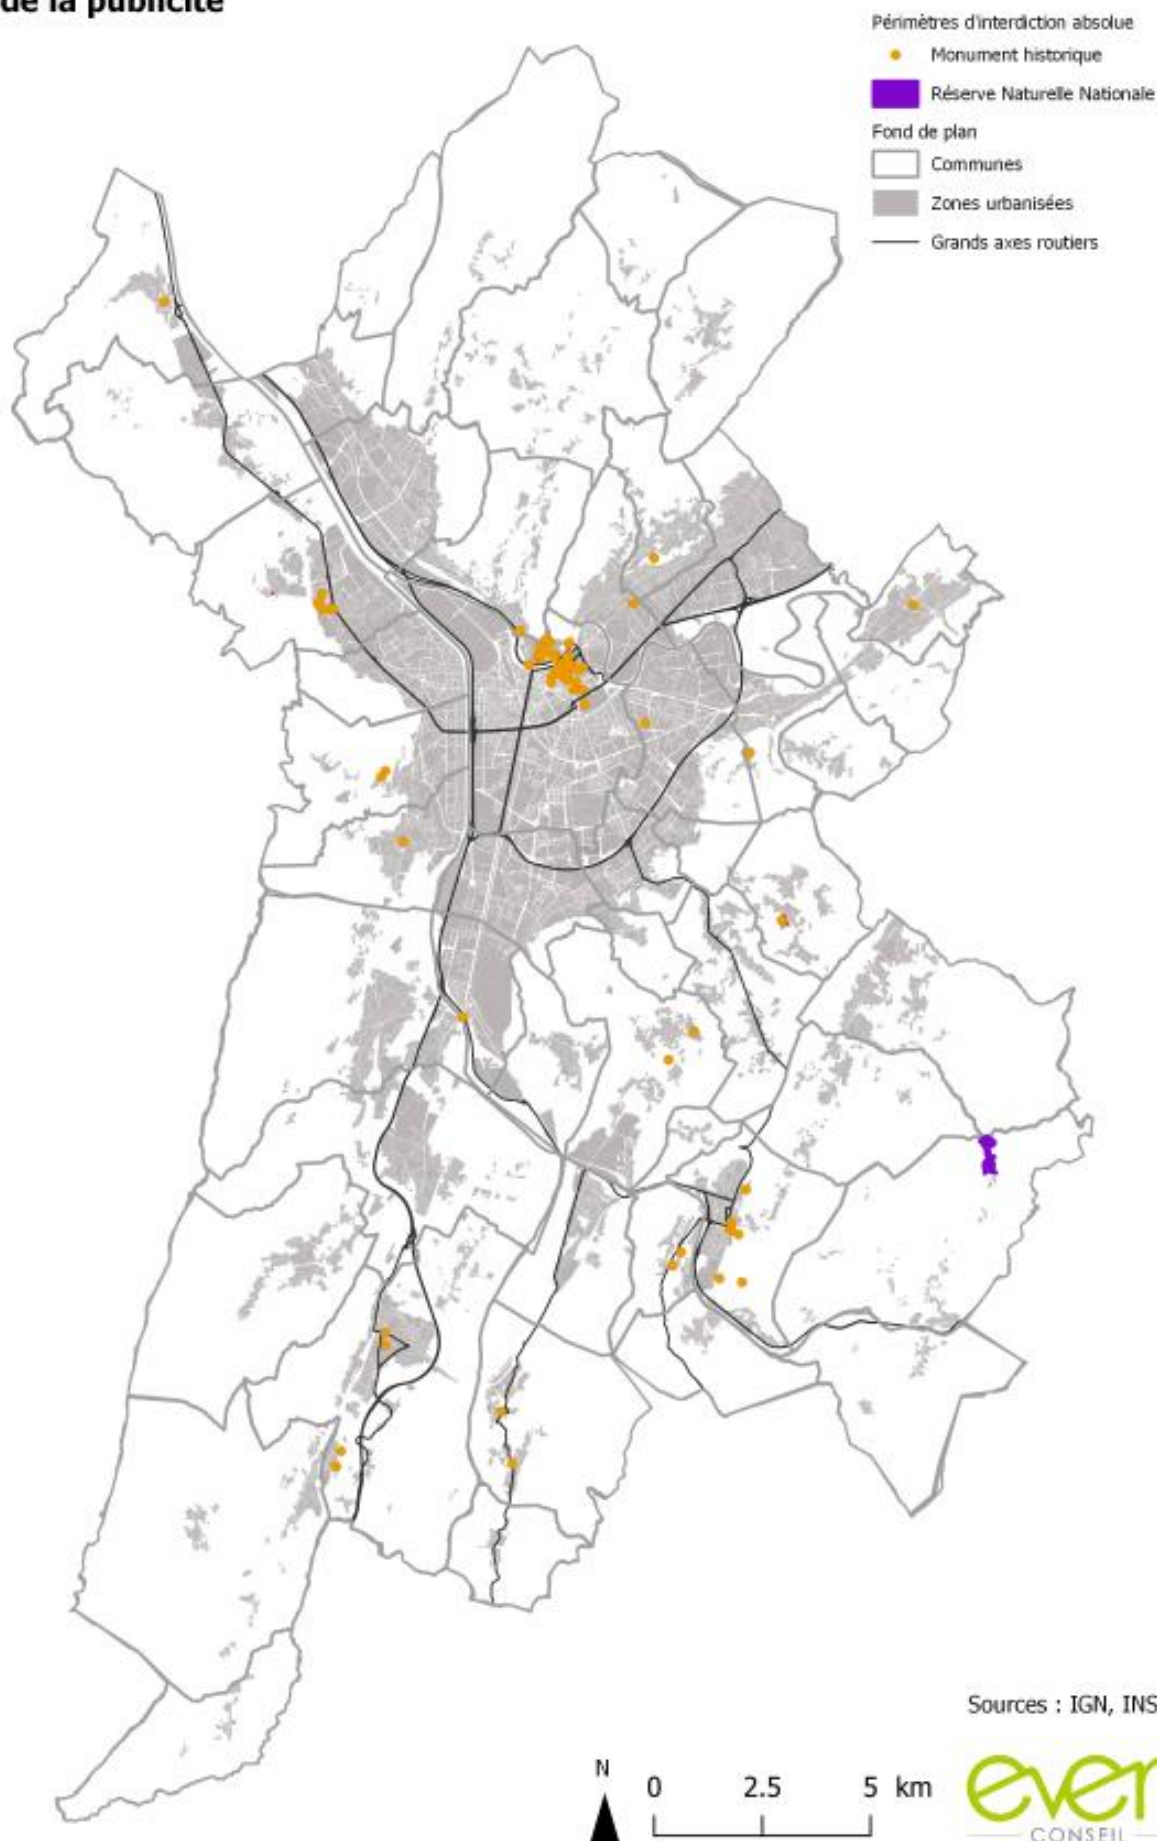 de la publicité
Périmètres d'interdiction absolue
Monument historique
Réserve Naturelle Nationale
Fond de plan
Communes
Zones urbanisées
Grands axes routiers
Sources : IGN, INS
N
0 2.5 5 km
even
CONSEIL